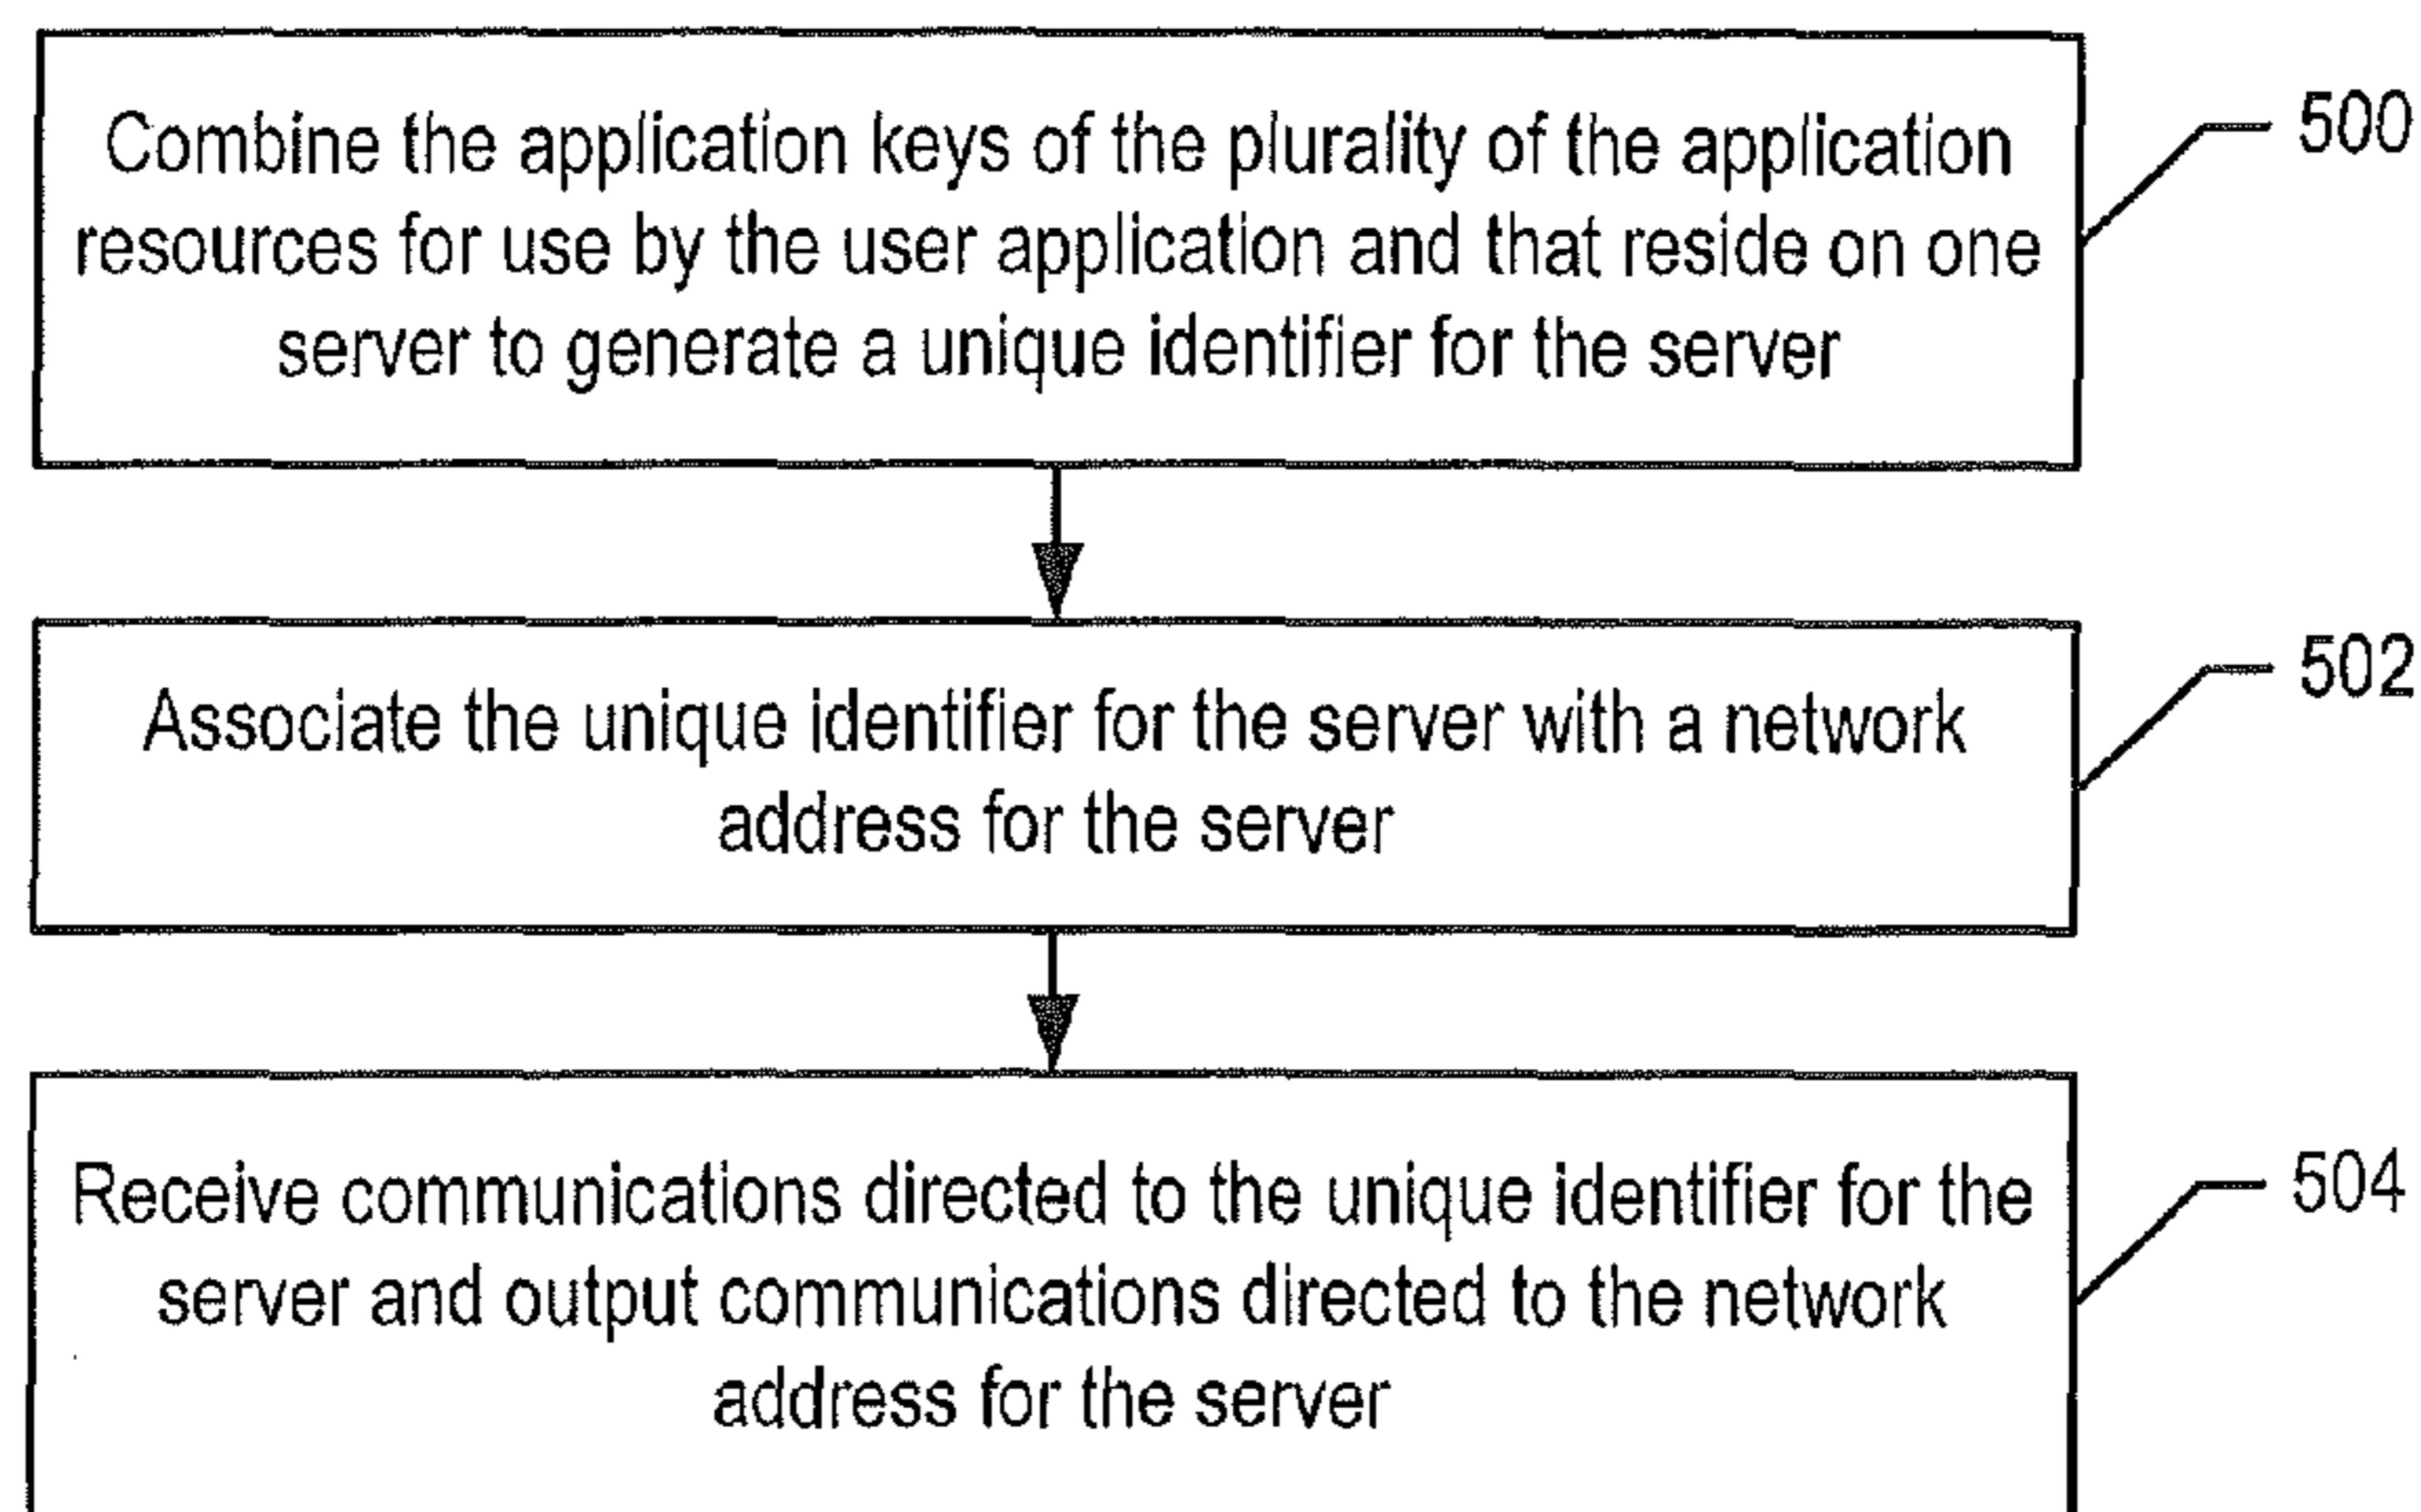 Combine the application keys of the plurality of the application
resources for use by the user application and that reside on one
server to generate a unique identifier for the server
500
Associate the unique identifier for the server with a network
address for the server
502
Receive communications directed to the unique identifier for the
server and output communications directed to the network
address for the server
504